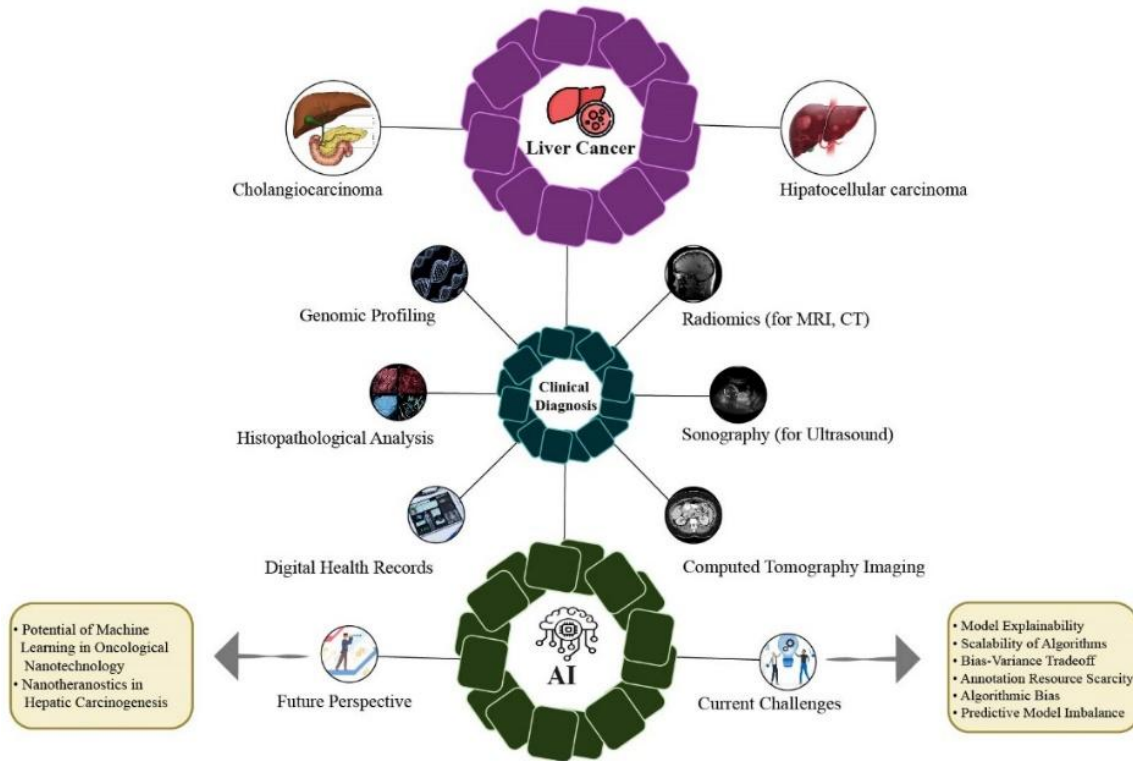 Liver Cancer
Cholangiocarcinoma
Hipatocellular carcinoma
Genomic Profiling
Radiomics (for MRI, CT)
Clinical
Diagnosis
Histopathological Analysis
Sonography (for Ultrasound)
Digital Health Records
Computed Tomography Imaging
• Potential of Machine
Learning in Oncological
Nanotechnology
• Nanotheranostics in
Hepatic Carcinogenesis
Future Perspective
AI
Current Challenges
• Model Explainability
• Scalability of Algorithms
• Bias-Variance Tradeoff
• Annotation Resource Scarcity
• Algorithmic Bias
• Predictive Model Imbalance